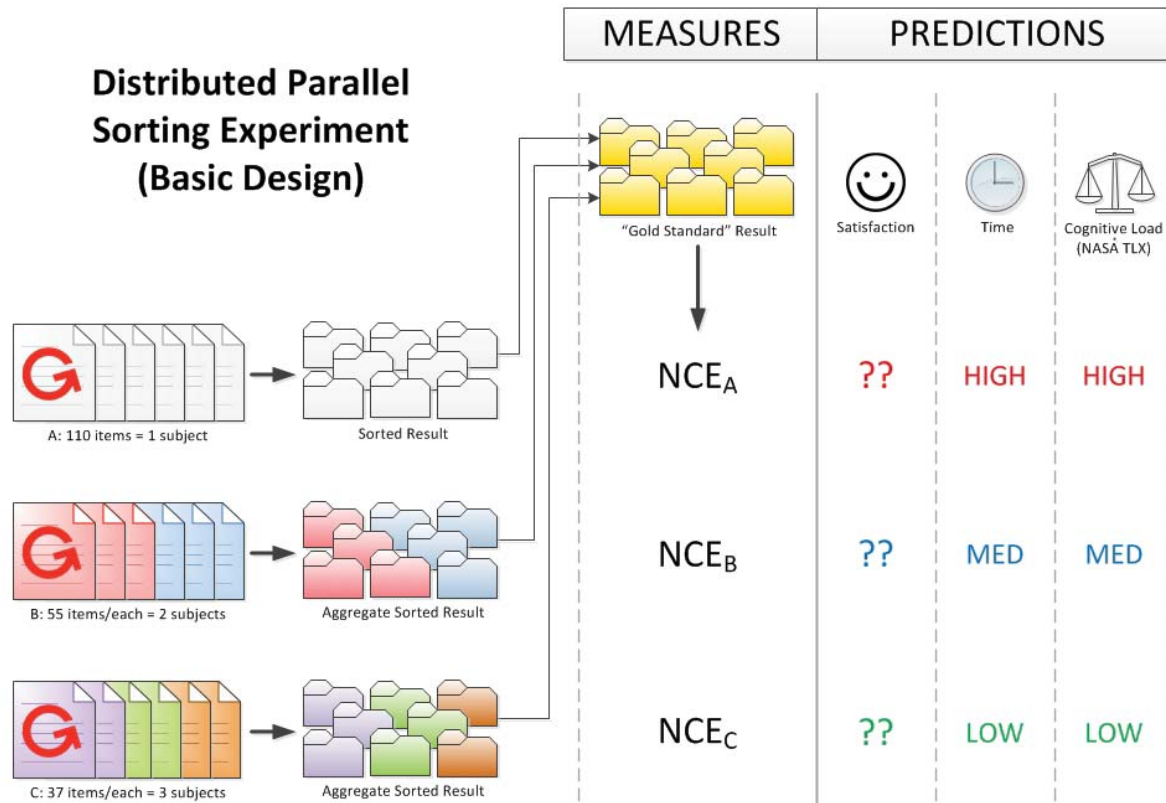 MEASURES
PREDICTIONS
Distributed Parallel
Sorting Experiment
(Basic Design)
"Gold Standard" Result
Satisfaction
Time
Cognitive Load
(NASA TLX)
A: 110 items = 1 subject
Sorted Result
NCEA
??
HIGH
HIGH
B: 55 items/each = 2 subjects
Aggregate Sorted Result
NCEB
??
MED
MED
C: 37 items/each = 3 subjects
Aggregate Sorted Result
NCEC
??
LOW
LOW